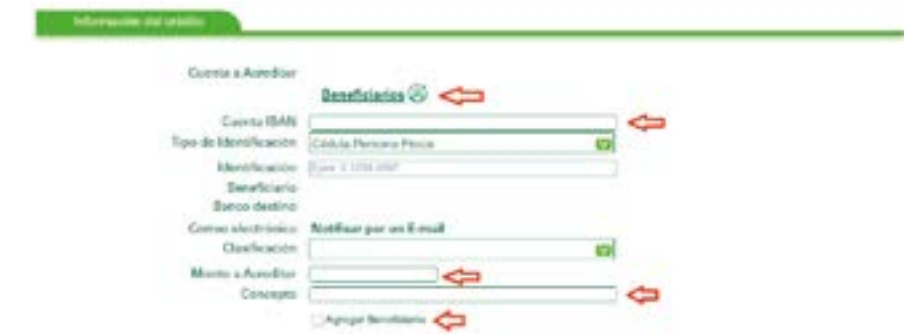 Información del crédito
Cuenta a Acreditar
Beneficiarios
Cuenta IBAN
Tipo de Identificación Cédula Persona Física
Identificación
Beneficiario
Banco destino
Correo electrónico Notificar por un E-mail
Clasificación
Monto a Acreditar
Concepto
Agregar Beneficiario